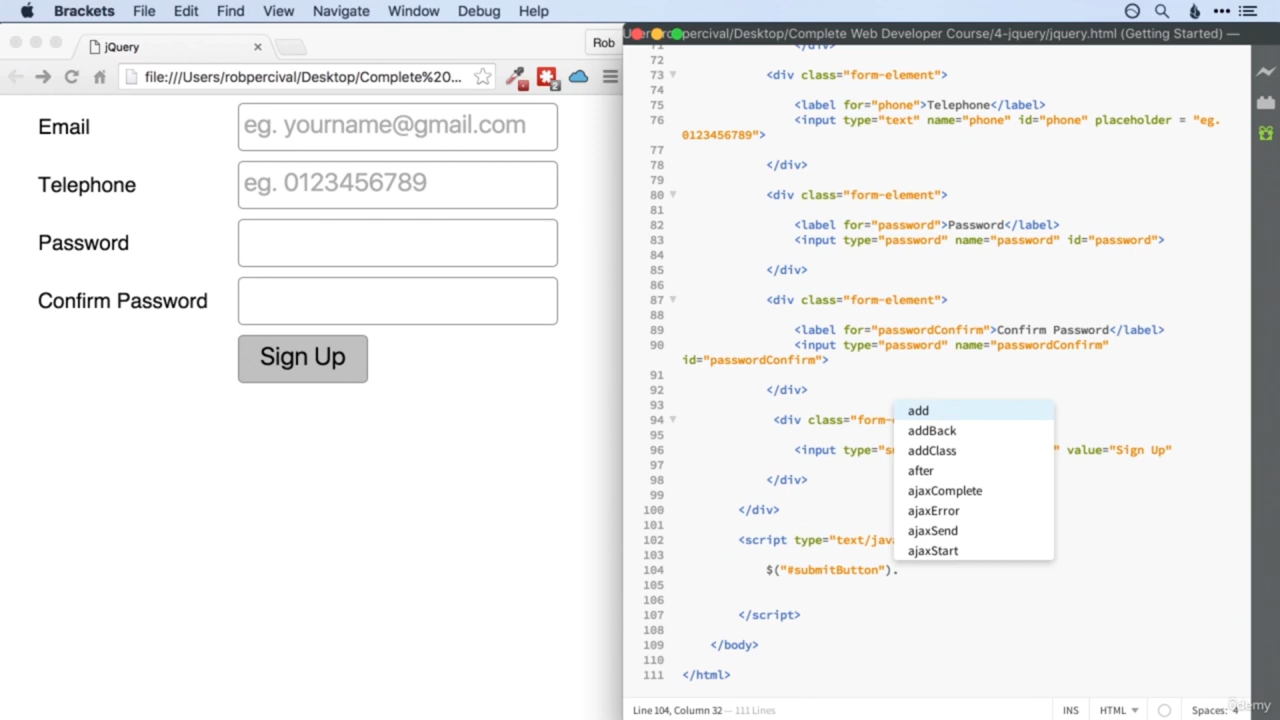 Brackets File Edit Find View Navigate Window Debug Help
jQuery
Rob
file:///Users/robpercival/Desktop/Complete%20...
2
Email
eg. yourname@gmail.com
Telephone
eg. 0123456789
Password
Confirm Password
Sign Up
robpercival/Desktop/Complete Web Developer Course/4-jquery/jquery.html (Getting Started) —
71 </div>
72
73 <div class="form-element">
74
75 <label for="phone">Telephone</label>
76 <input type="text" name="phone" id="phone" placeholder = "eg.
0123456789">
77
78 </div>
79
80 <div class="form-element">
81
82 <label for="password">Password</label>
83 <input type="password" name="password" id="password">
84
85 </div>
86
87 <div class="form-element">
88
89 <label for="passwordConfirm">Confirm Password</label>
90 <input type="password" name="passwordConfirm"
id="passwordConfirm">
91
92 </div>
93
94 <div class="form-
95
96 <input type="su " value="Sign Up"
97
98 </div>
99
100 </div>
101
102 <script type="text/jav
103
104 $("#submitButton").
105
106
107 </script>
108
109 </body>
110
111 </html>
add
addBack
addClass
after
ajaxComplete
ajaxError
ajaxSend
ajaxStart
Line 104, Column 32 — 111 Lines
INS HTML Spaces: 4
ûdemy